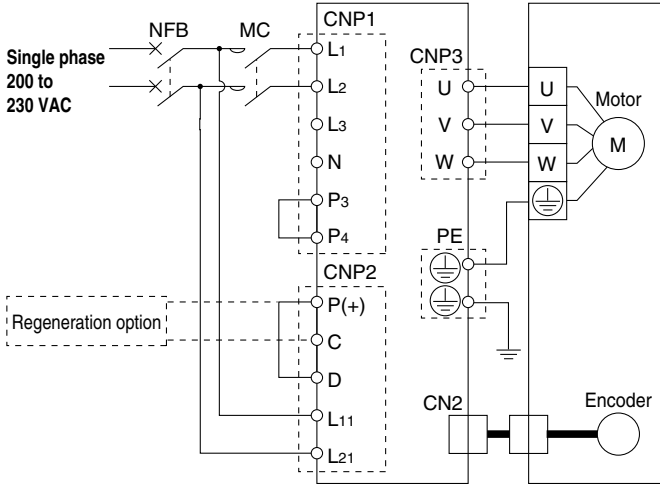 NFB
MC
CNP1
Single phase
200 to
230 VAC
L1
L2
L3
N
P3
P4
CNP3
U
V
W
U
V
W
Motor
M
PE
CNP2
Regeneration option
P(+)
C
D
L11
L21
CN2
Encoder